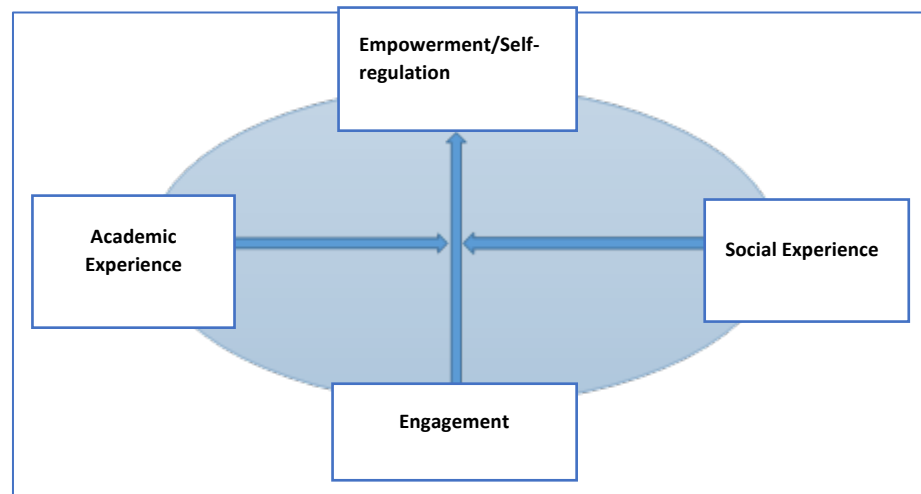 Empowerment/Self-
regulation
Academic
Experience
Social Experience
Engagement